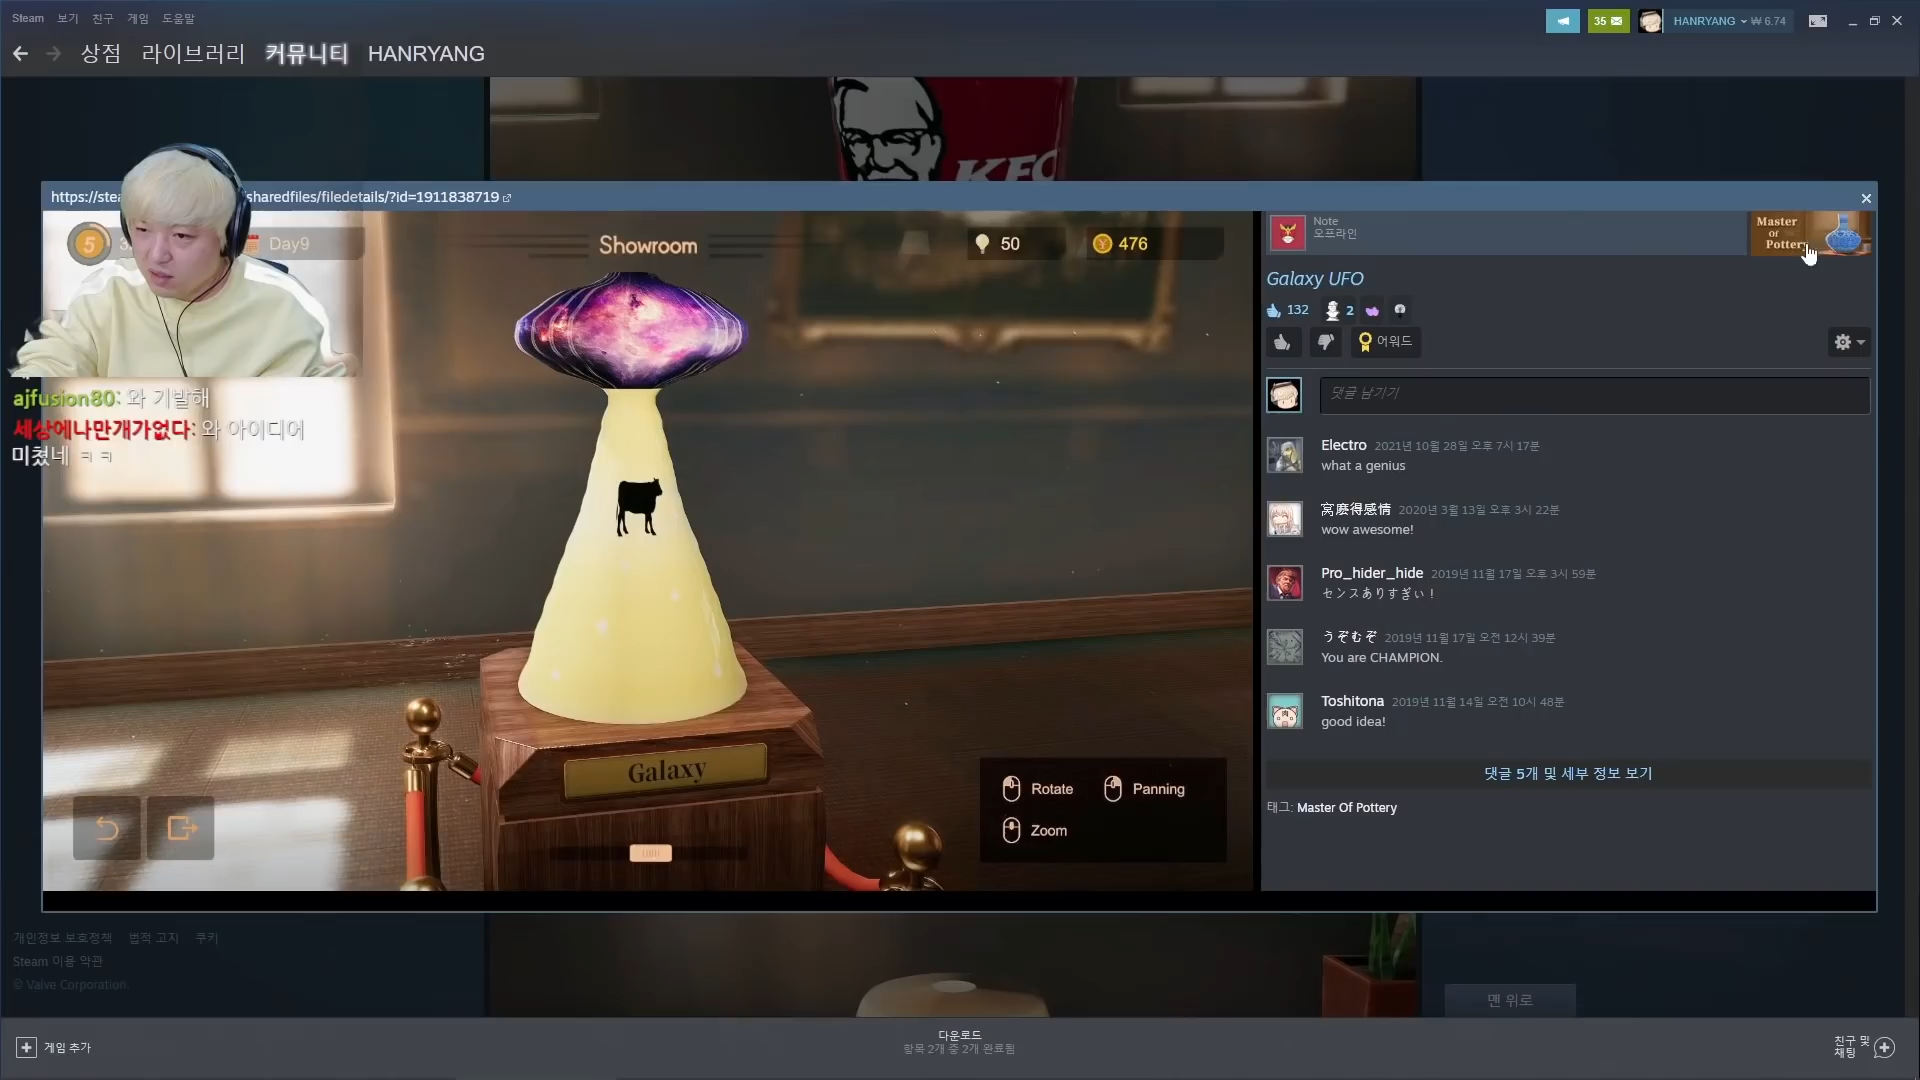 Steam 보기 친구 게임 도움말
35
HANRYANG ₩ 6.74
상점 라이브러리 커뮤니티 HANRYANG
KFC
https://stea
sharedfiles/filedetails/?id=1911838719
5 3
Day9
Showroom
50
476
Note
오프라인
Master
of
Pottery
Galaxy UFO
132
2
어워드
댓글 남기기
ajfusion80: 와 기발해
세상에나만개가없다: 와 아이디어
미쳤네 ㅋㅋ
Electro 2021년 10월 28일 오후 7시 17분
what a genius
窝麽得感情 2020년 3월 13일 오후 3시 22분
wow awesome!
Pro_hider_hide 2019년 11월 17일 오후 3시 59분
センスありすぎぃ！
うぞむぞ 2019년 11월 17일 오전 12시 39분
You are CHAMPION.
Toshitona 2019년 11월 14일 오전 10시 48분
good idea!
댓글 5개 및 세부 정보 보기
태그: Master Of Pottery
Galaxy
Rotate
Panning
Zoom
개인정보 보호정책 법적 고지 쿠키
Steam 이용 약관
© Valve Corporation.
맨 위로
게임 추가
다운로드
항목 2개 중 2개 완료됨
친구 및
채팅